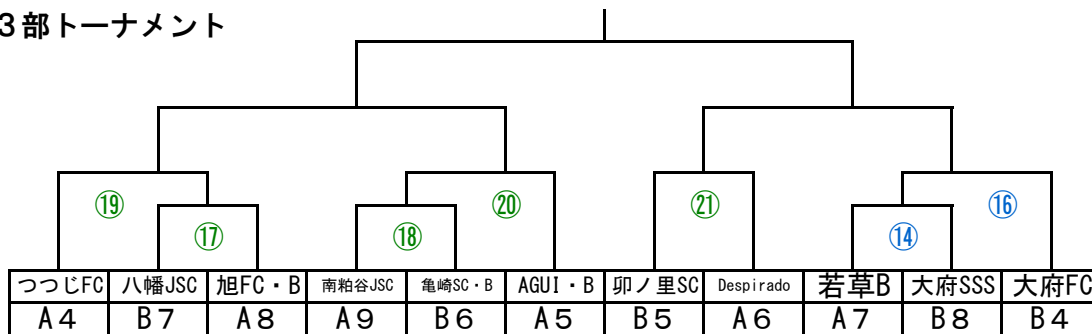 ３部トーナメント
⑲ ⑳ ㉑ ⑯
⑰ ⑱ ⑭
つつじFC 八幡JSC 旭FC・B 南粕谷JSC 亀崎SC・B AGUI・B 卯ノ里SC Despirado 若草B 大府SSS 大府FC
A４ B７ A８ A９ B６ A５ B５ A６ A７ B８ B４